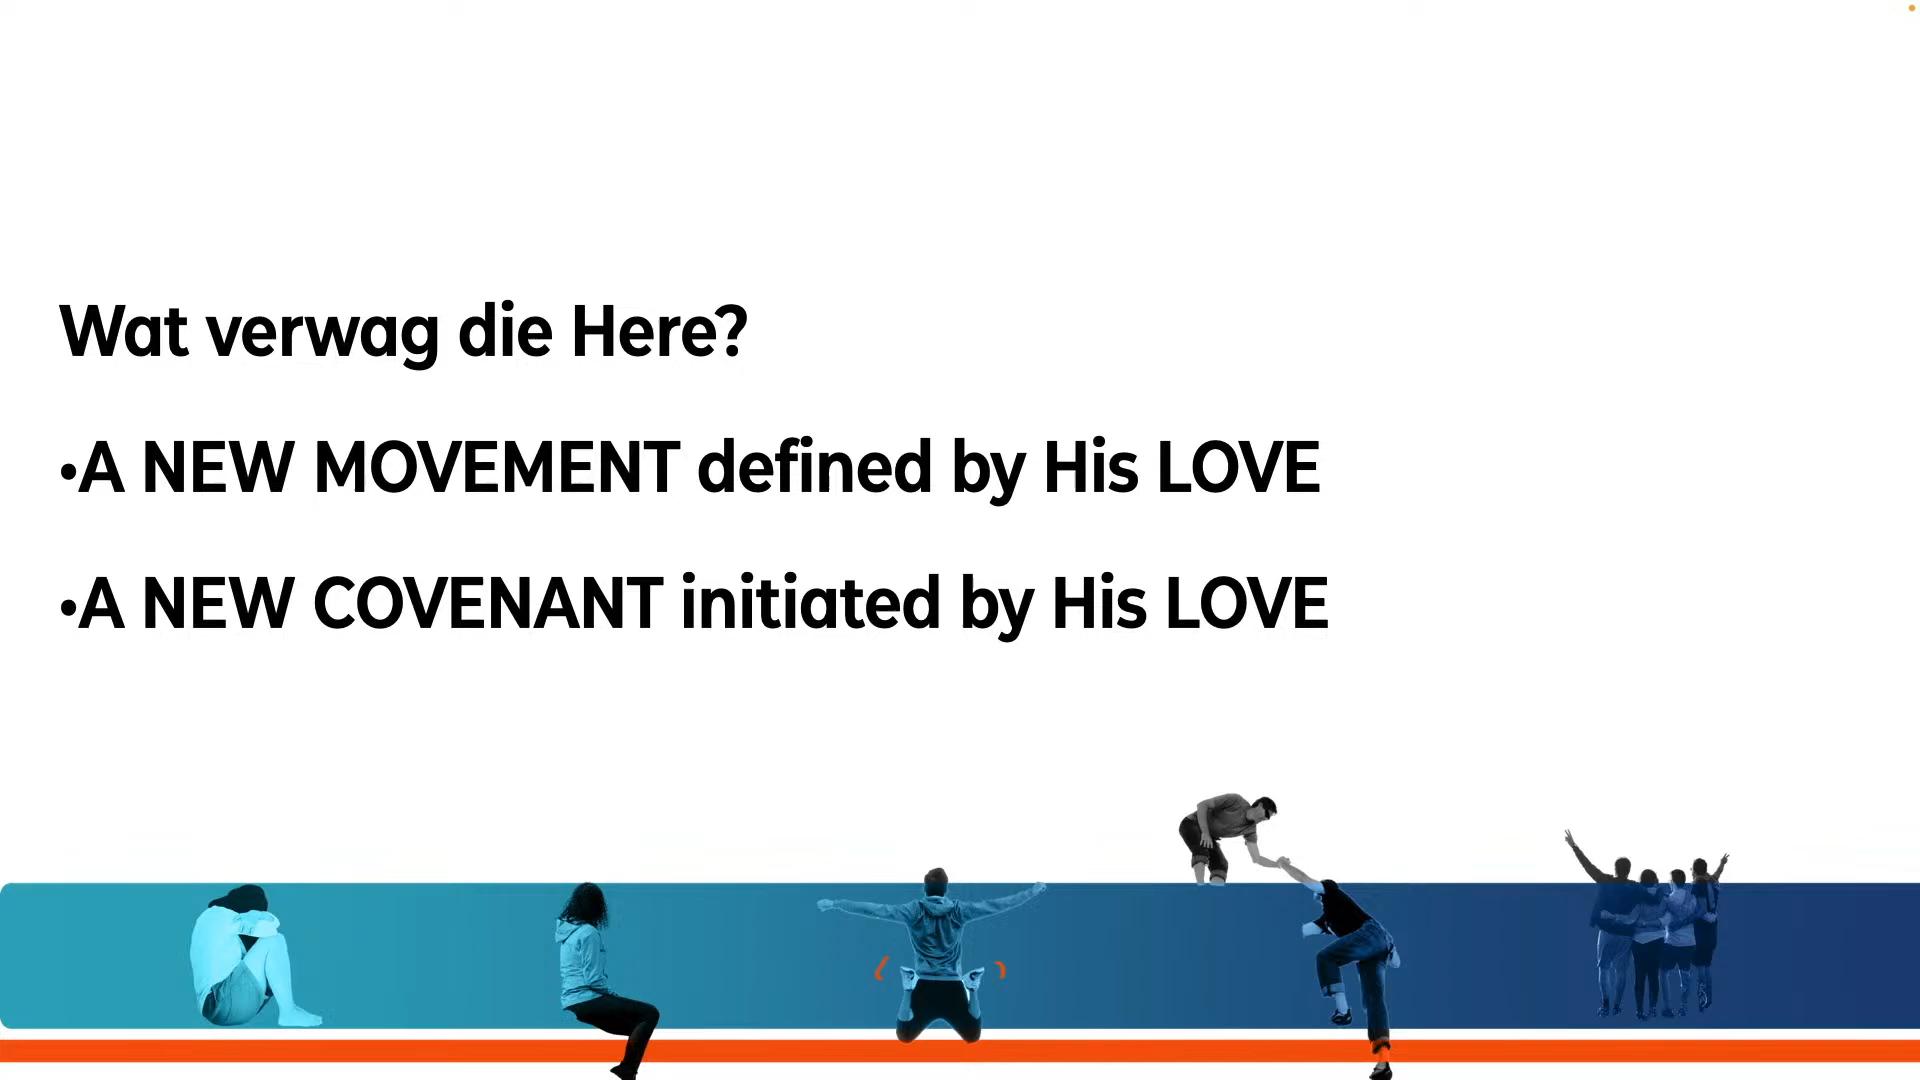 Wat verwag die Here?
•A NEW MOVEMENT defined by His LOVE
•A NEW COVENANT initiated by His LOVE